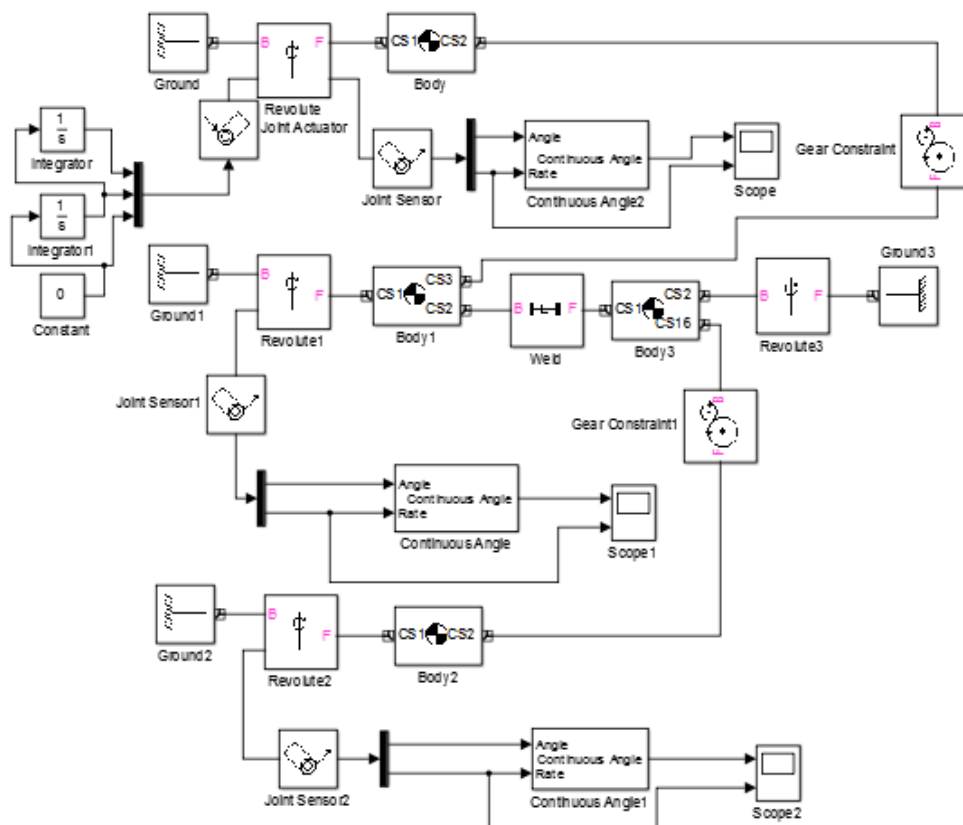 B
F
CS1
CS2
Ground
Revolute
Body
Joint Actuator
1
s
Integrator
Angle
Continuous Angle
Rate
Joint Sensor
Continuous Angle2
Scope
Gear Constraint
B
F
1
s
Integrator1
0
Constant
Ground1
B
F
Revolute1
CS1
CS3
CS2
Body1
B
F
Weld
CS1
CS2
CS16
Body3
B
F
Revolute3
Ground3
Joint Sensor1
Gear Constraint1
B
F
Angle
Continuous Angle
Rate
Continuous Angle
Scope1
Ground2
B
F
Revolute2
CS1
CS2
Body2
Joint Sensor2
Angle
Continuous Angle
Rate
Continuous Angle1
Scope2